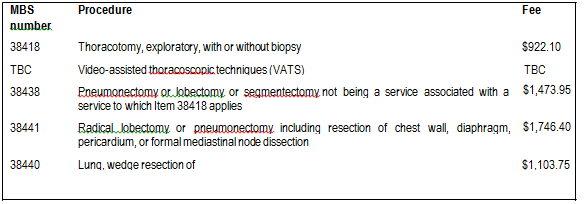 MBS Procedure Fee
number
38418 Thoracotomy, exploratory, with or without biopsy $922.10
TBC Video-assisted thoracoscopic techniques (VATS) TBC
38438 Pneumonectomy or lobectomy or segmentectomy not being a service associated with a $1,473.95
service to which Item 38418 applies
38441 Radical lobectomy or pneumonectomy including resection of chest wall, diaphragm, $1,746.40
pericardium, or formal mediastinal node dissection
38440 Lung, wedge resection of $1,103.75